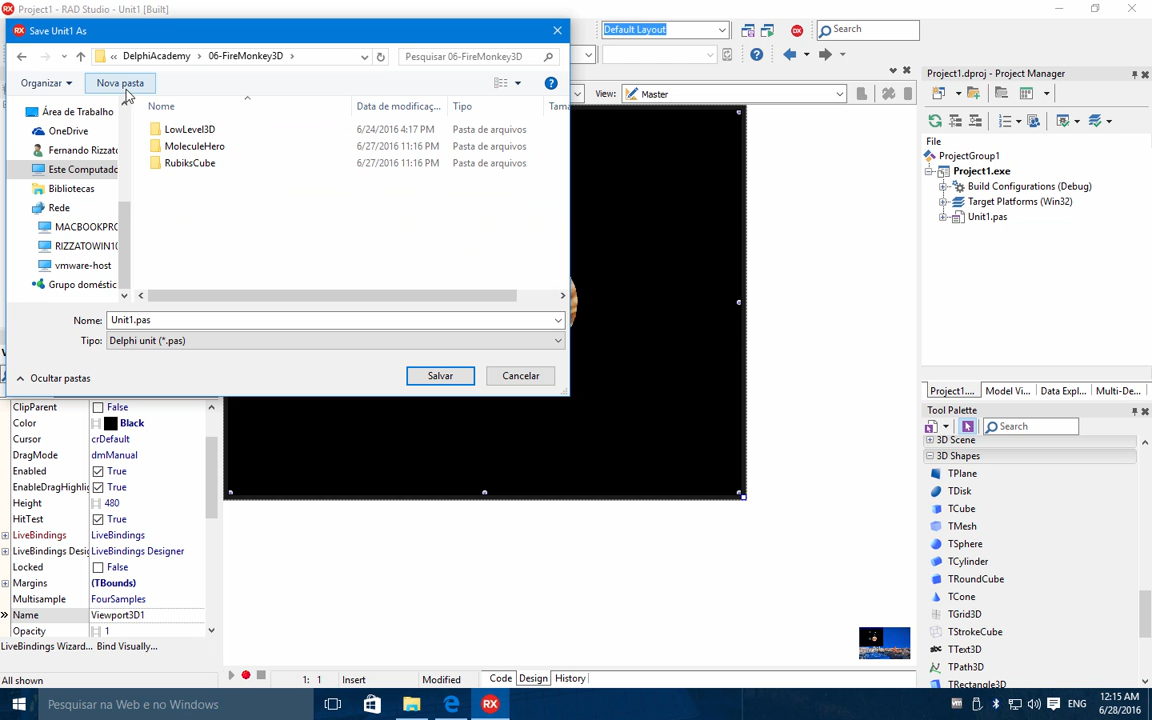 Project1 - RAD Studio - Unit1 [Built]
Save Unit1 As
Default Layout
Search
« DelphiAcademy › 06-FireMonkey3D ›
Pesquisar 06-FireMonkey3D
Organizar
Nova pasta
View: Master
Project1.dproj - Project Manager
Nome
Data de modificaç...
Tipo
Tama
Área de Trabalho
OneDrive
Fernando Rizzato
Este Computado
Bibliotecas
Rede
MACBOOKPRO
RIZZATOWIN10
vmware-host
Grupo doméstic
LowLevel3D 6/24/2016 4:17 PM Pasta de arquivos
MoleculeHero 6/27/2016 11:16 PM Pasta de arquivos
RubiksCube 6/27/2016 11:16 PM Pasta de arquivos
File
ProjectGroup1
Project1.exe
Build Configurations (Debug)
Target Platforms (Win32)
Unit1.pas
Nome: Unit1.pas
Tipo: Delphi unit (*.pas)
Ocultar pastas
Salvar
Cancelar
Project1....
Model Vi...
Data Expl...
Multi-De...
ClipParent False
Color Black
Cursor crDefault
DragMode dmManual
Enabled True
EnableDragHighli True
Height 480
HitTest True
LiveBindings LiveBindings
LiveBindings Desi LiveBindings Designer
Locked False
Margins (TBounds)
Multisample FourSamples
Name Viewport3D1
Opacity 1
LiveBindings Wizard... Bind Visually...
All shown
Tool Palette
Search
3D Scene
3D Shapes
TPlane
TDisk
TCube
TMesh
TSphere
TCylinder
TRoundCube
TCone
TGrid3D
TStrokeCube
abc TText3D
TPath3D
TRectangle3D
1: 1
Insert
Modified
Code
Design
History
Pesquisar na Web e no Windows
ENG
12:15 AM
6/28/2016